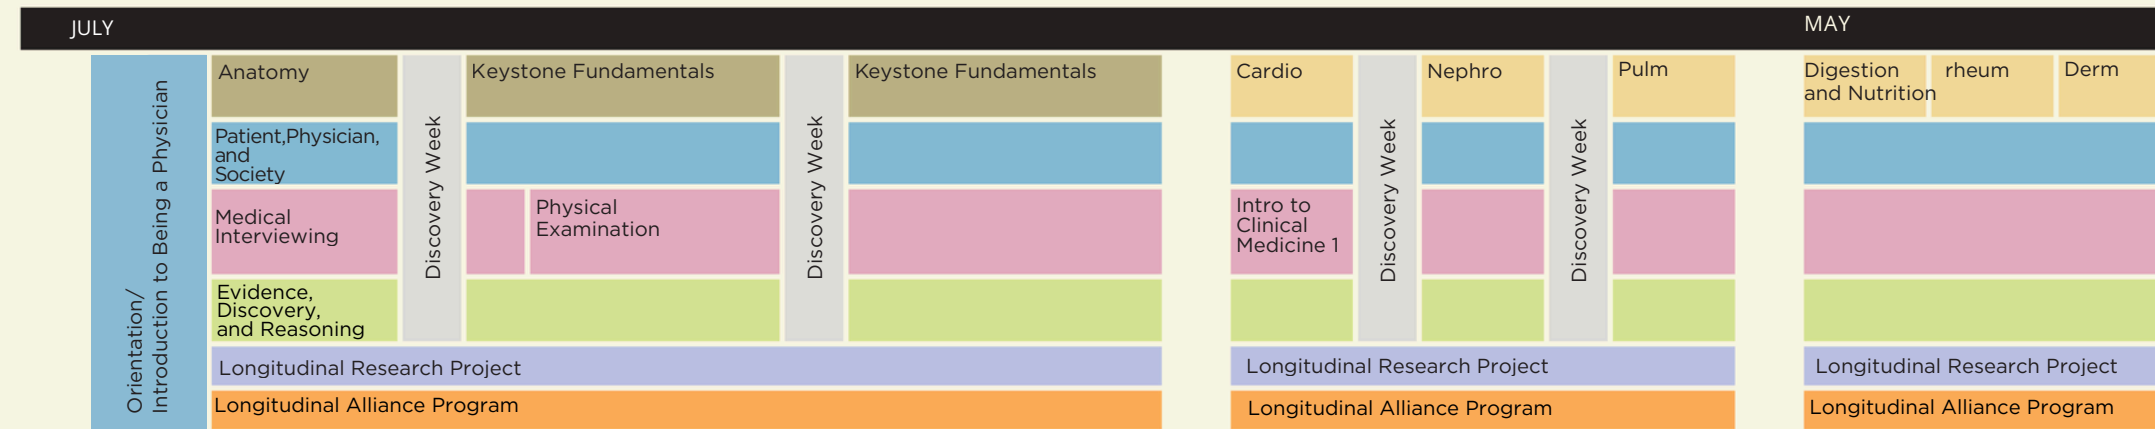 JULY
MAY
Orientation/
Introduction to Being a Physician
Anatomy
Patient,Physician,
and
Society
Medical
Interviewing
Evidence,
Discovery,
and Reasoning
Discovery Week
Keystone Fundamentals
Physical
Examination
Discovery Week
Keystone Fundamentals
Longitudinal Research Project
Longitudinal Alliance Program
Cardio
Intro to
Clinical
Medicine 1
Discovery Week
Nephro
Discovery Week
Pulm
Longitudinal Research Project
Longitudinal Alliance Program
Digestion
and Nutrition
rheum
Derm
Longitudinal Research Project
Longitudinal Alliance Program